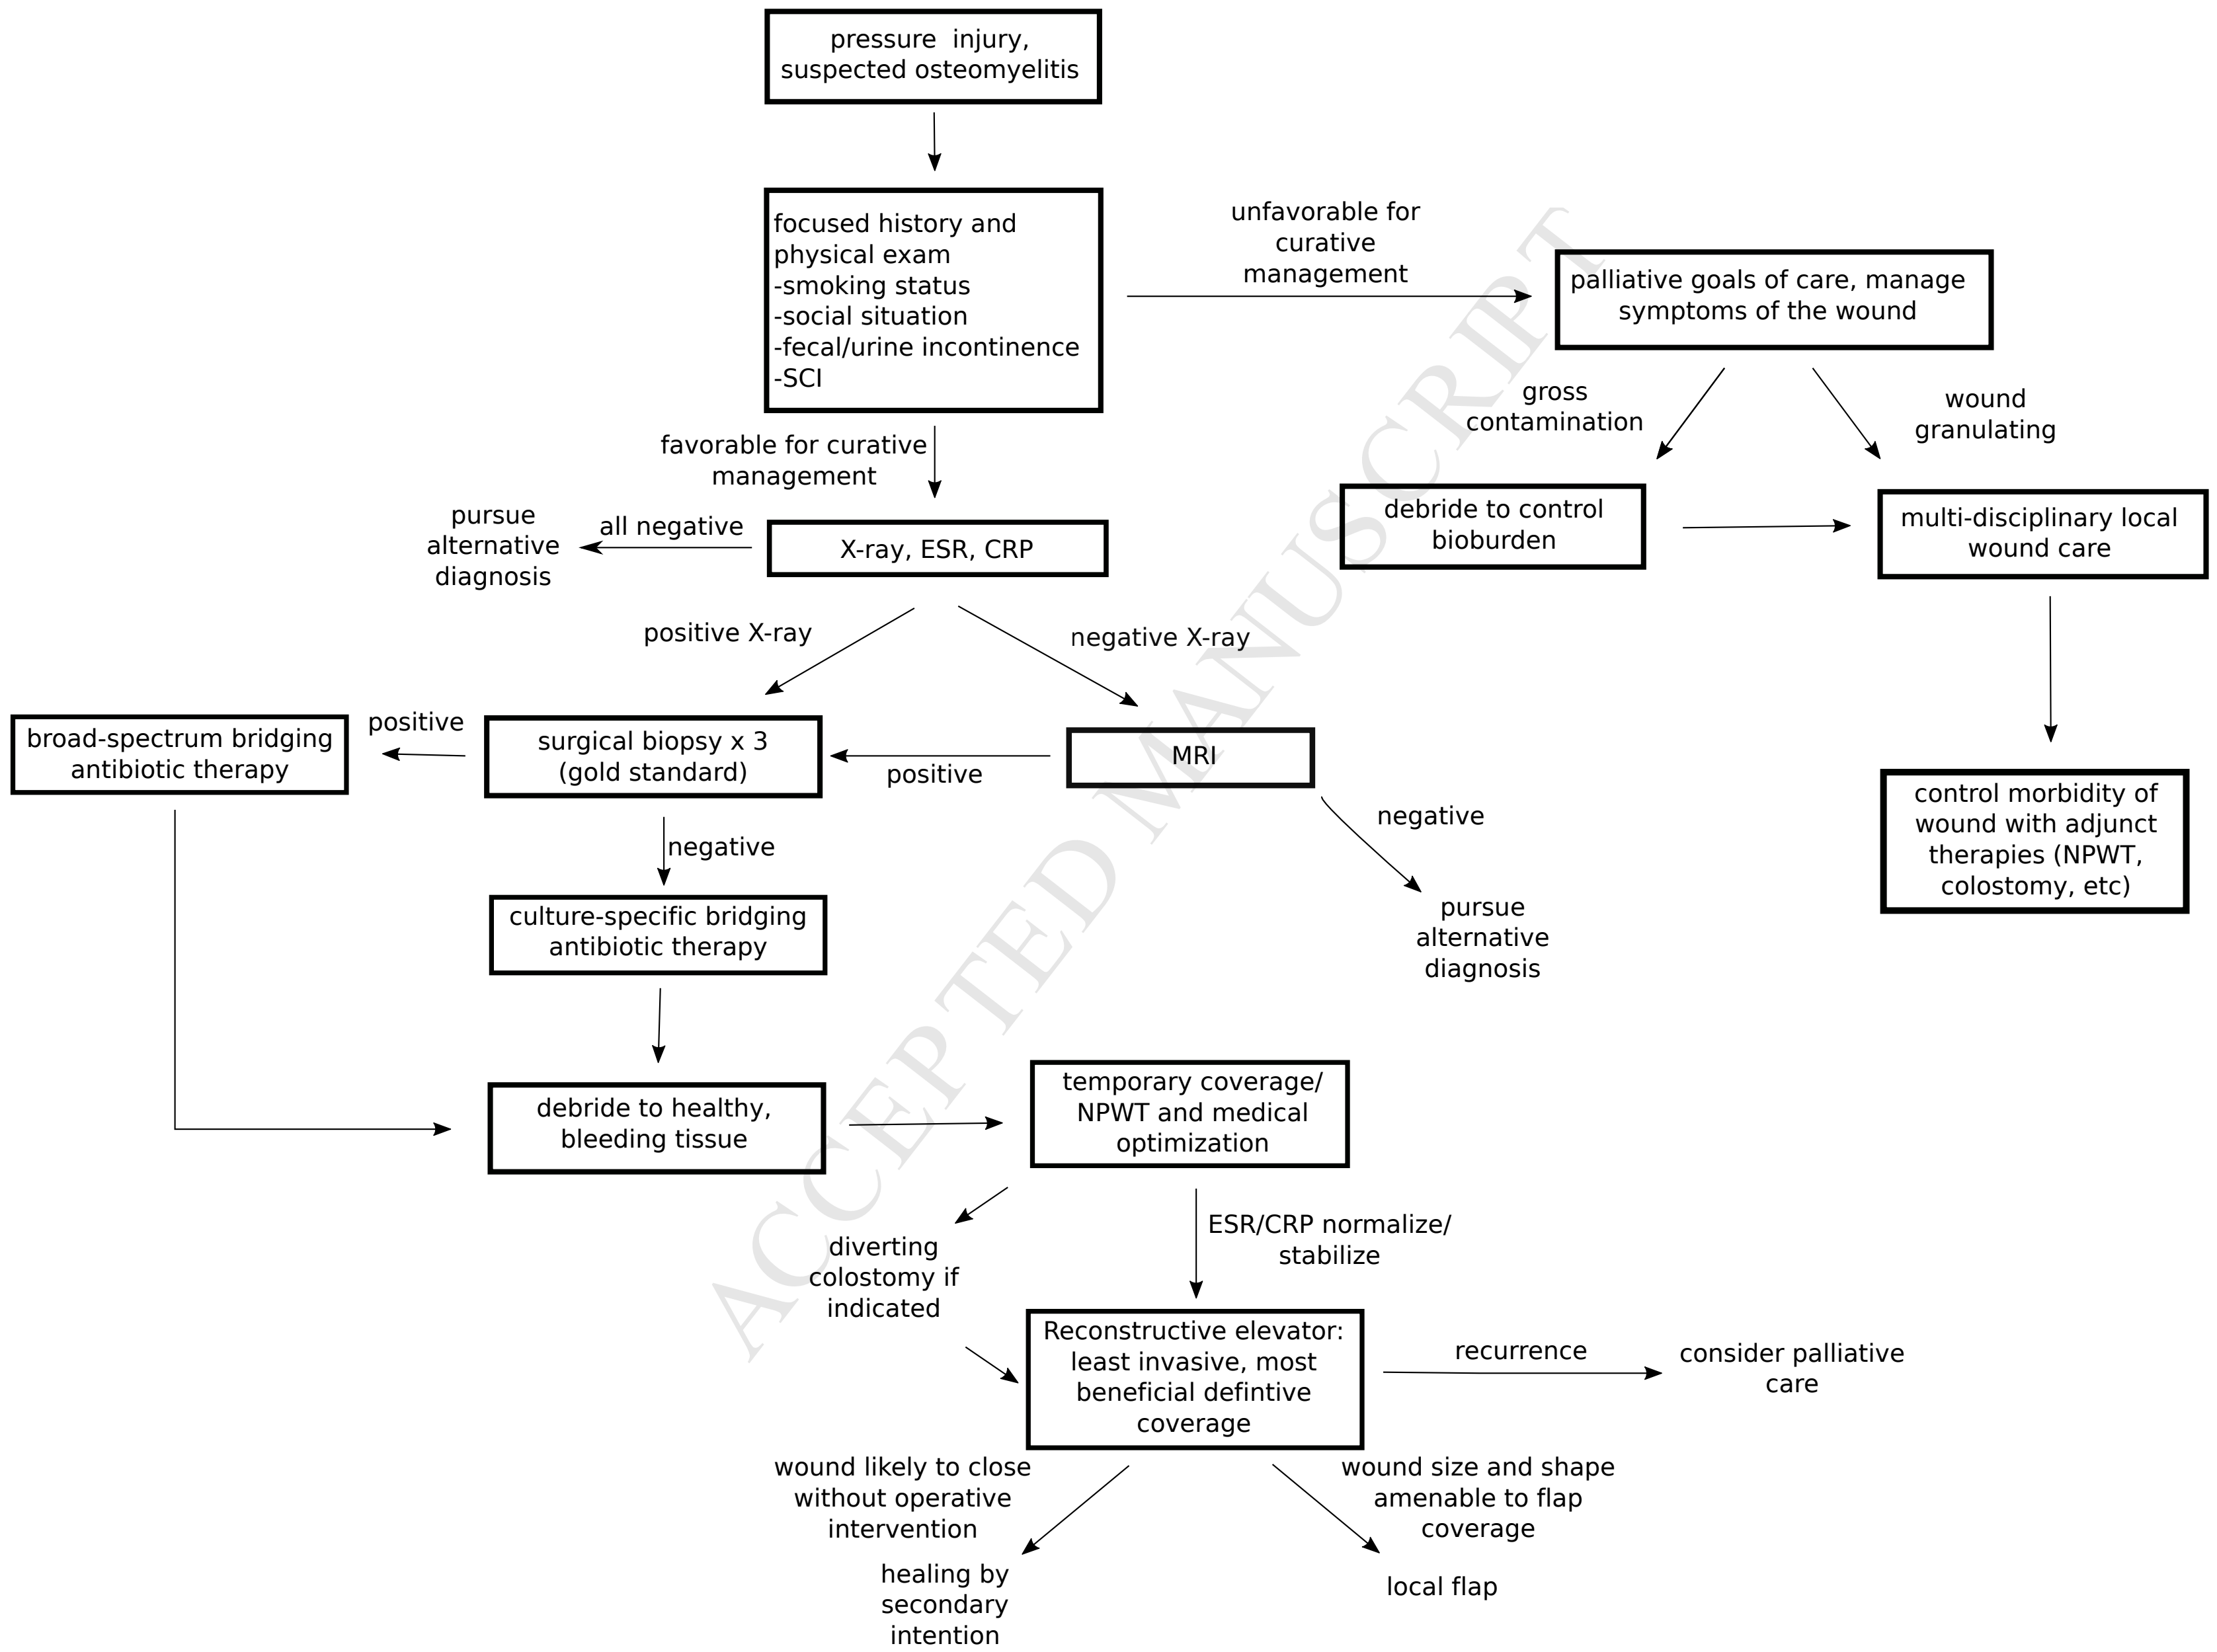 pressure  injury,
suspected osteomyelitis
focused history and
physical exam
-smoking status
-social situation
-fecal/urine incontinence
-SCI
unfavorable for
curative
management
palliative goals of care, manage
symptoms of the wound
gross
contamination
wound
granulating
favorable for curative
management
debride to control
bioburden
multi-disciplinary local
wound care
pursue
alternative
diagnosis
all negative
X-ray, ESR, CRP
positive X-ray
negative X-ray
broad-spectrum bridging
antibiotic therapy
positive
surgical biopsy x 3
(gold standard)
positive
MRI
negative
pursue
alternative
diagnosis
control morbidity of
wound with adjunct
therapies (NPWT,
colostomy, etc)
negative
culture-specific bridging
antibiotic therapy
debride to healthy,
bleeding tissue
temporary coverage/
NPWT and medical
optimization
diverting
colostomy if
indicated
ESR/CRP normalize/
stabilize
Reconstructive elevator:
least invasive, most
beneficial defintive
coverage
recurrence
consider palliative
care
wound likely to close
without operative
intervention
wound size and shape
amenable to flap
coverage
healing by
secondary
intention
local flap
ACCEPTED MANUSCRIPT